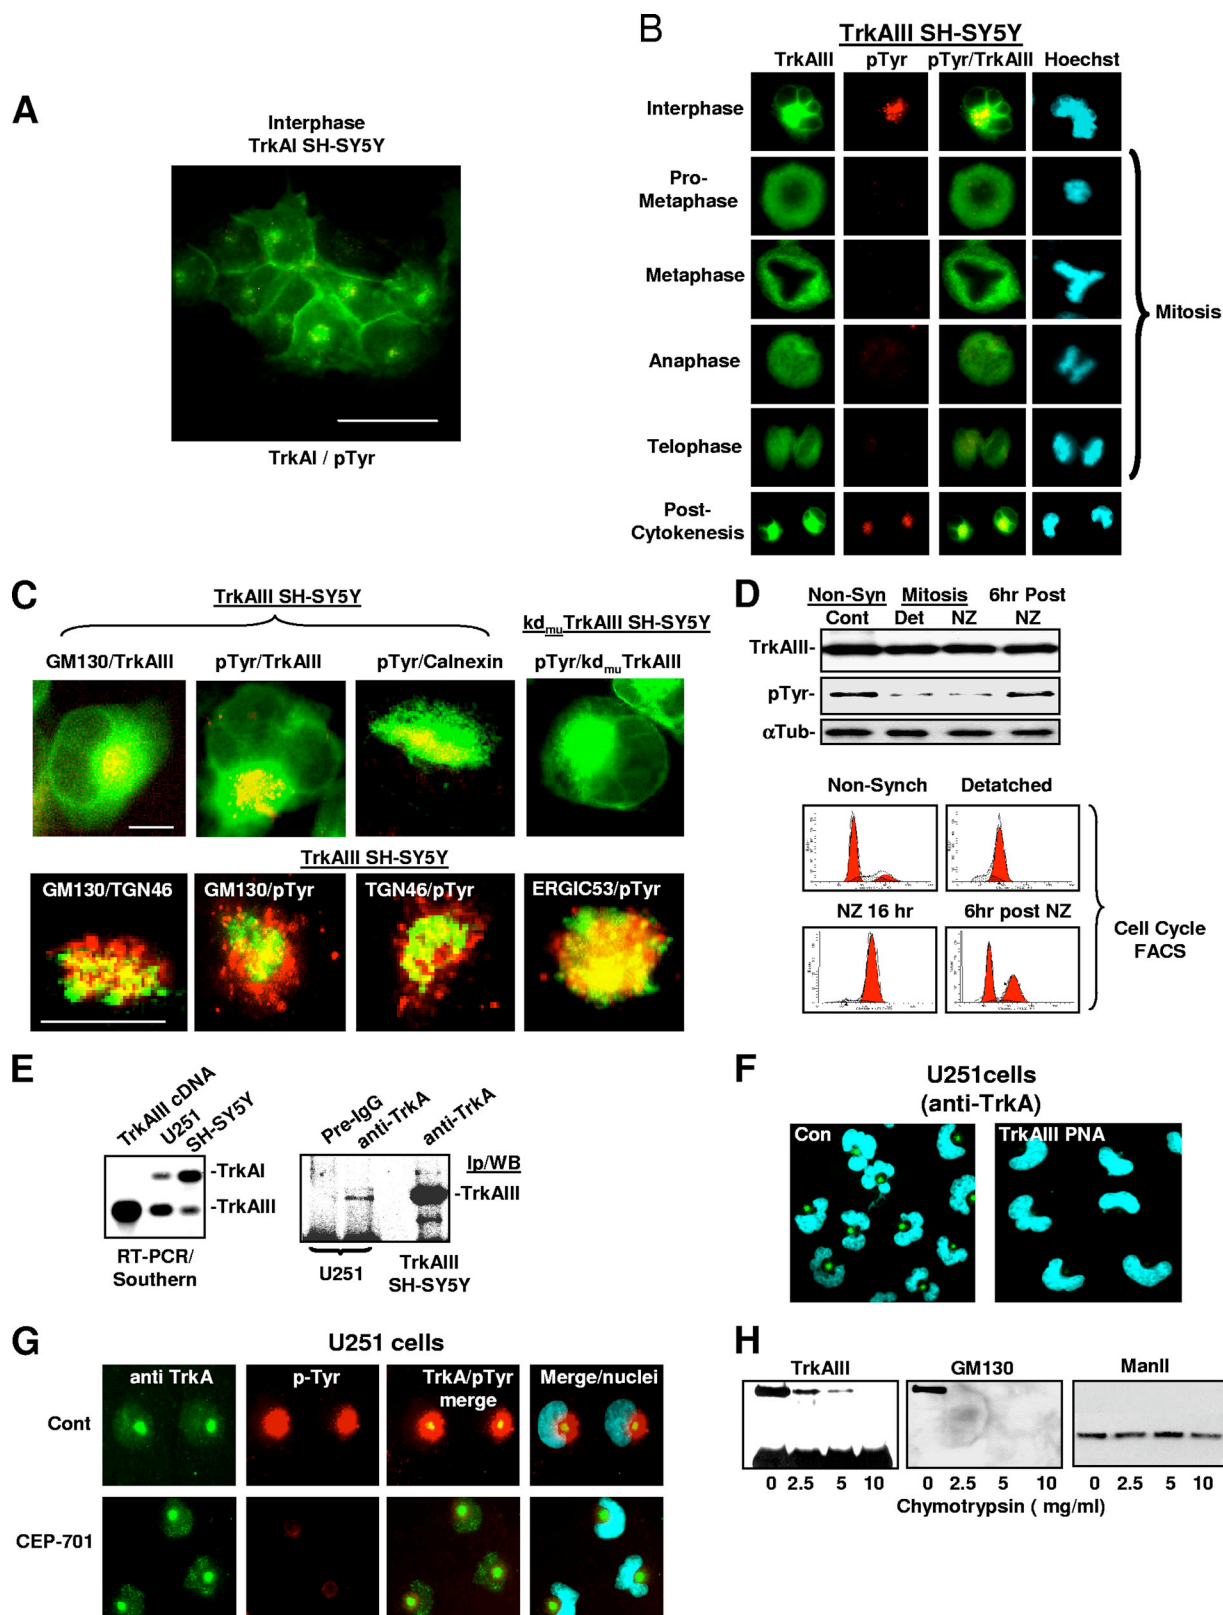 A
Interphase
TrkAI SH-SY5Y
TrkAI / pTyr
B
TrkAIII SH-SY5Y
TrkAIII pTyr pTyr/TrkAIII Hoechst
Interphase
Pro-
Metaphase
Metaphase
Anaphase
Telophase
Post-
Cytokenesis
Mitosis
C
TrkAIII SH-SY5Y
kdmuTrkAIII SH-SY5Y
GM130/TrkAIII pTyr/TrkAIII pTyr/Calnexin pTyr/kdmuTrkAIII
TrkAIII SH-SY5Y
GM130/TGN46 GM130/pTyr TGN46/pTyr ERGIC53/pTyr
D
Non-Syn Mitosis 6hr Post
Cont Det NZ NZ
TrkAIII-
pTyr-
αTub-
Non-Synch Detatched
NZ 16 hr 6hr post NZ
Cell Cycle
FACS
E
TrkAIII cDNA
U251
SH-SY5Y
-TrkAI
-TrkAIII
RT-PCR/
Southern
Pre-IgG
anti-TrkA
anti-TrkA
Ip/WB
-TrkAIII
U251
TrkAIII
SH-SY5Y
F
U251cells
(anti-TrkA)
Con TrkAIII PNA
G
U251 cells
anti TrkA p-Tyr TrkA/pTyr merge Merge/nuclei
Cont
CEP-701
H
TrkAIII GM130 ManII
0 2.5 5 10 0 2.5 5 10 0 2.5 5 10
Chymotrypsin ( mg/ml)